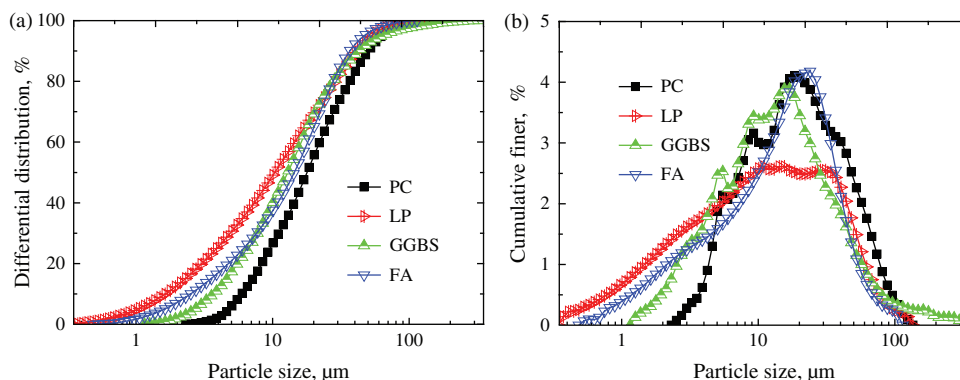 (a)
Differential distribution, %
100
80
60
40
20
0
1
10
100
Particle size, μm
PC
LP
GGBS
FA
(b)
Cumulative finer, %
5
4
3
2
1
0
1
10
100
Particle size, μm
PC
LP
GGBS
FA